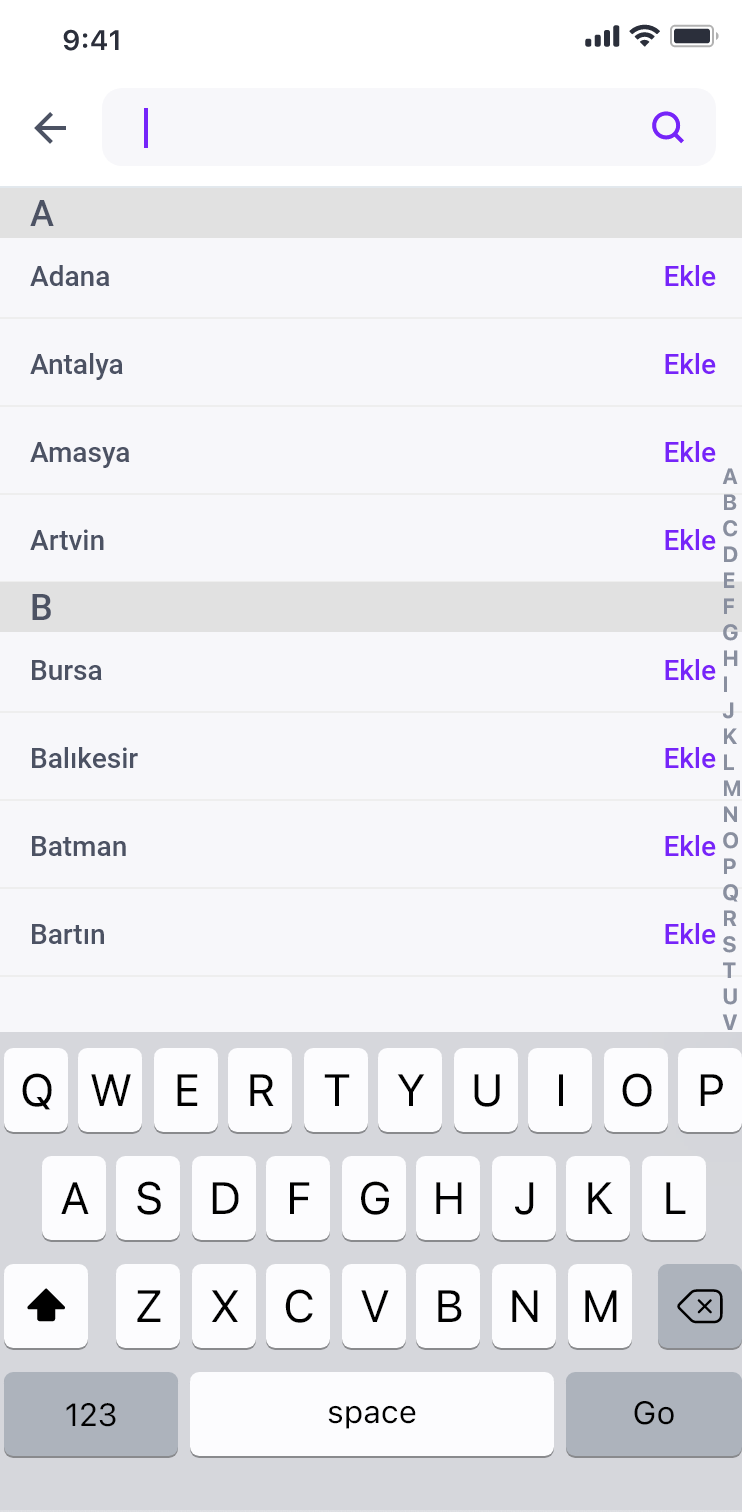 9:41
A
Adana Ekle
Antalya Ekle
Amasya Ekle
Artvin Ekle
B
Bursa Ekle
Balıkesir Ekle
Batman Ekle
Bartın Ekle
A
B
C
D
E
F
G
H
I
J
K
L
M
N
O
P
Q
R
S
T
U
V
Q W E R T Y U I O P
A S D F G H J K L
Z X C V B N M
123 space Go